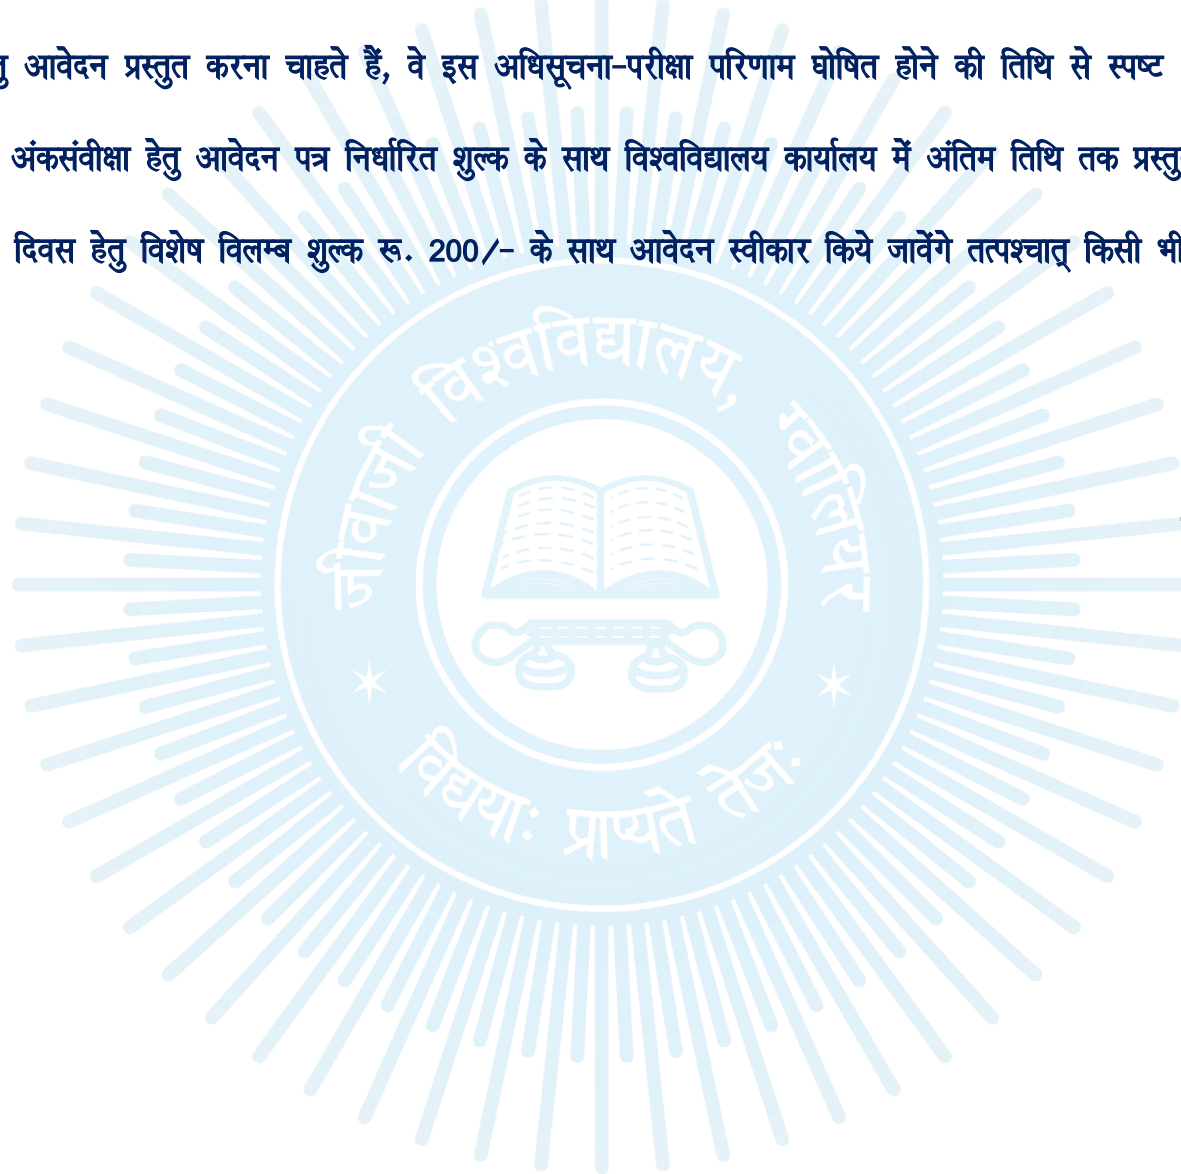 आवेदन प्रस्तुत करना चाहते हैं, वे इस अधिसूचना-परीक्षा परिणाम घोषित होने की तिथि से स्पष्ट
अंकसंवीक्षा हेतु आवेदन पत्र निर्धारित शुल्क के साथ विश्वविद्यालय कार्यालय में अंतिम तिथि तक
दिवस हेतु विशेष विलम्ब शुल्क रू. 200/- के साथ आवेदन स्वीकार किये जावेंगे तत्पश्चात् किसी भी
जीवाजी विश्वविद्यालय, ग्वालियर
विद्ययाः प्राप्यते तेजः